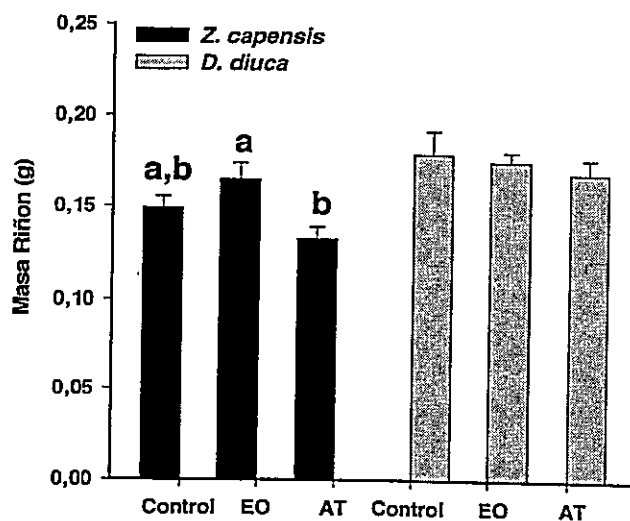 0,25
Z. capensis
D. diuca
0,20
a
a,b
0,15
b
0,10
0,05
0,00
Masa Riñon (g)
Control EO AT Control EO AT